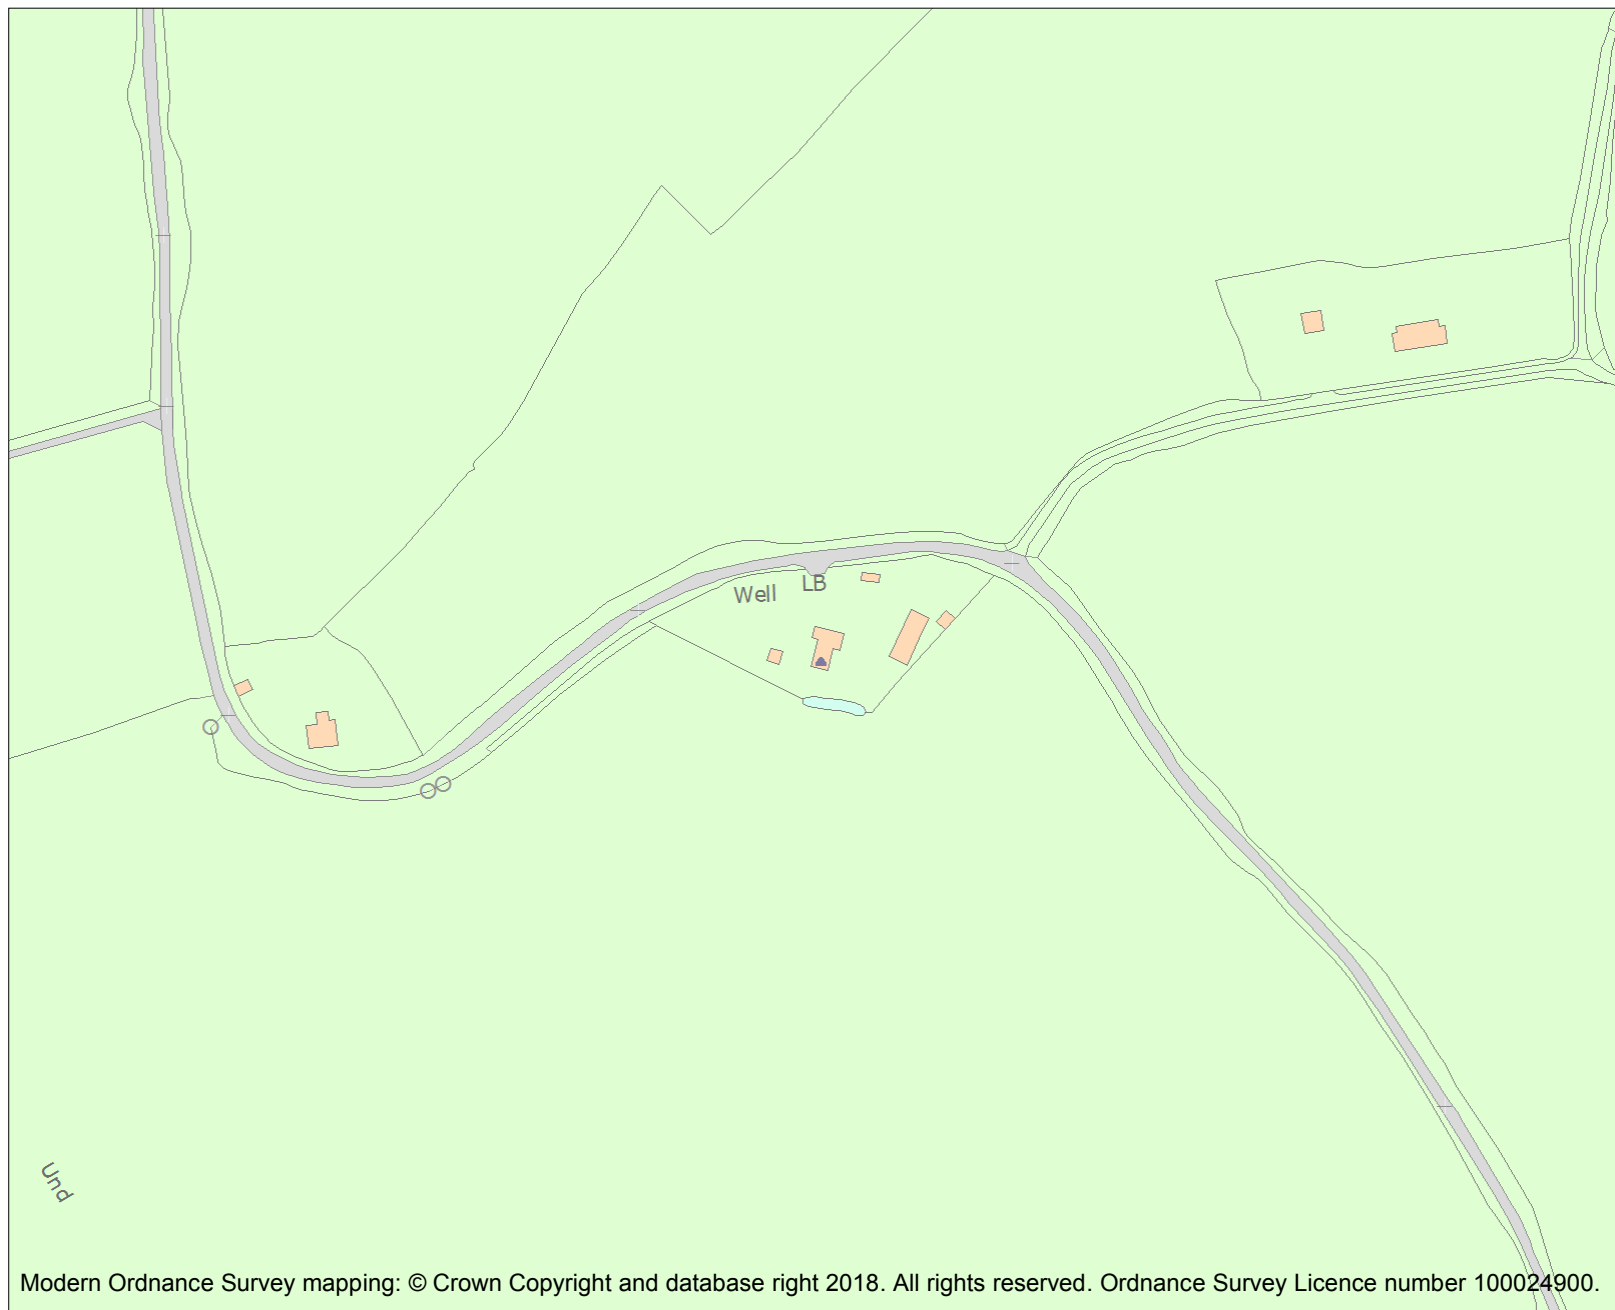 LB
Well
Und
Modern Ordnance Survey mapping: © Crown Copyright and database right 2018. All rights reserved. Ordnance Survey Licence number 100024900.